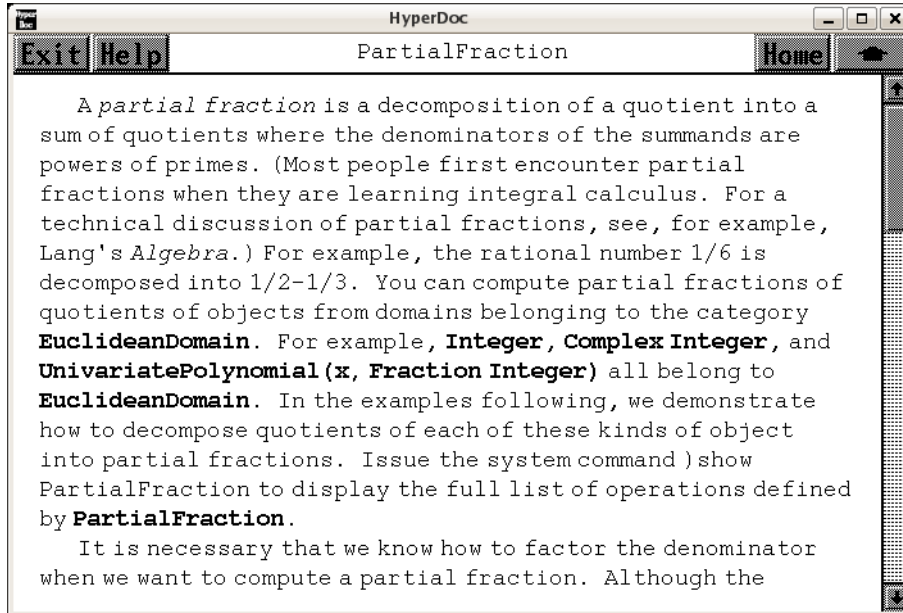 Hyper Doc
HyperDoc
Exit Help PartialFraction Home
A partial fraction is a decomposition of a quotient into a
sum of quotients where the denominators of the summands are
powers of primes. (Most people first encounter partial
fractions when they are learning integral calculus. For a
technical discussion of partial fractions, see, for example,
Lang's Algebra.) For example, the rational number 1/6 is
decomposed into 1/2-1/3. You can compute partial fractions of
quotients of objects from domains belonging to the category
EuclideanDomain. For example, Integer, Complex Integer, and
UnivariatePolynomial(x, Fraction Integer) all belong to
EuclideanDomain. In the examples following, we demonstrate
how to decompose quotients of each of these kinds of object
into partial fractions. Issue the system command )show
PartialFraction to display the full list of operations defined
by PartialFraction.
It is necessary that we know how to factor the denominator
when we want to compute a partial fraction. Although the